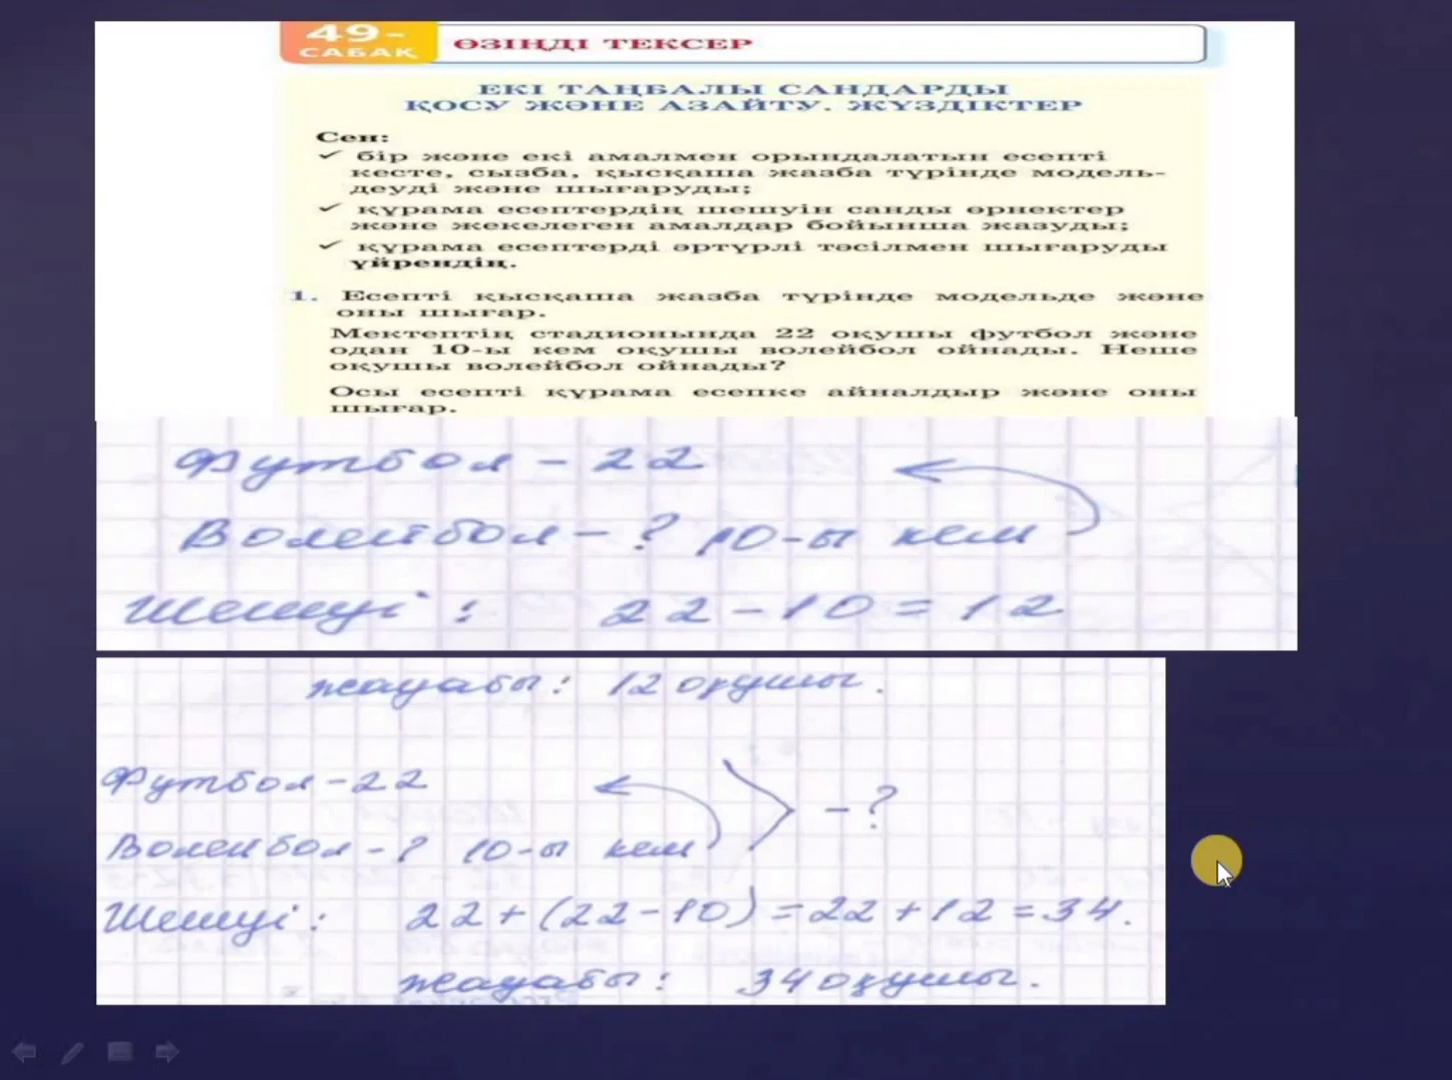 49-
САБАҚ
ӨЗІҢДІ ТЕКСЕР
ЕКІ ТАҢБАЛЫ САНДАРДЫ
ҚОСУ ЖӘНЕ АЗАЙТУ. ЖҮЗДІКТЕР
Сен:
✓ бір және екі амалмен орындалатын есепті
кесте, сызба, қысқаша жазба түрінде модель-
деуді және шығаруды;
✓ құрама есептердің шешуін санды өрнектер
және жекелеген амалдар бойынша жазуды;
✓ құрама есептерді әртүрлі тәсілмен шығаруды
үйрендің.
1. Есепті қысқаша жазба түрінде модельде және
оны шығар.
Мектептің стадионында 22 оқушы футбол және
одан 10-ы кем оқушы волейбол ойнады. Неше
оқушы волейбол ойнады?
Осы есепті құрама есепке айналдыр және оны
шығар.
Футбол - 22
Волейбол - ? 10-ы кем
Шешуі: 22 - 10 = 12
жауабы: 12 оқушы.
Футбол - 22
Волейбол - ? 10-ы кем
- ?
Шешуі: 22 + (22 - 10) = 22 + 12 = 34.
жауабы: 34 оқушы.